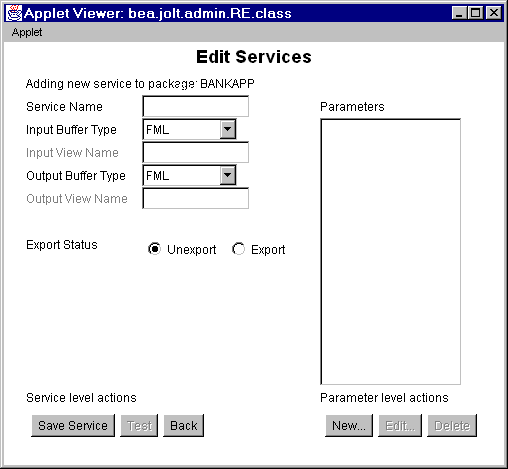 Applet Viewer: bea.jolt.admin.RE.class
Applet
Edit Services
Adding new service to package: BANKAPP
Service Name
Parameters
Input Buffer Type FML
Input View Name
Output Buffer Type FML
Output View Name
Export Status Unexport Export
Service level actions
Parameter level actions
Save Service Test Back
New... Edit... Delete